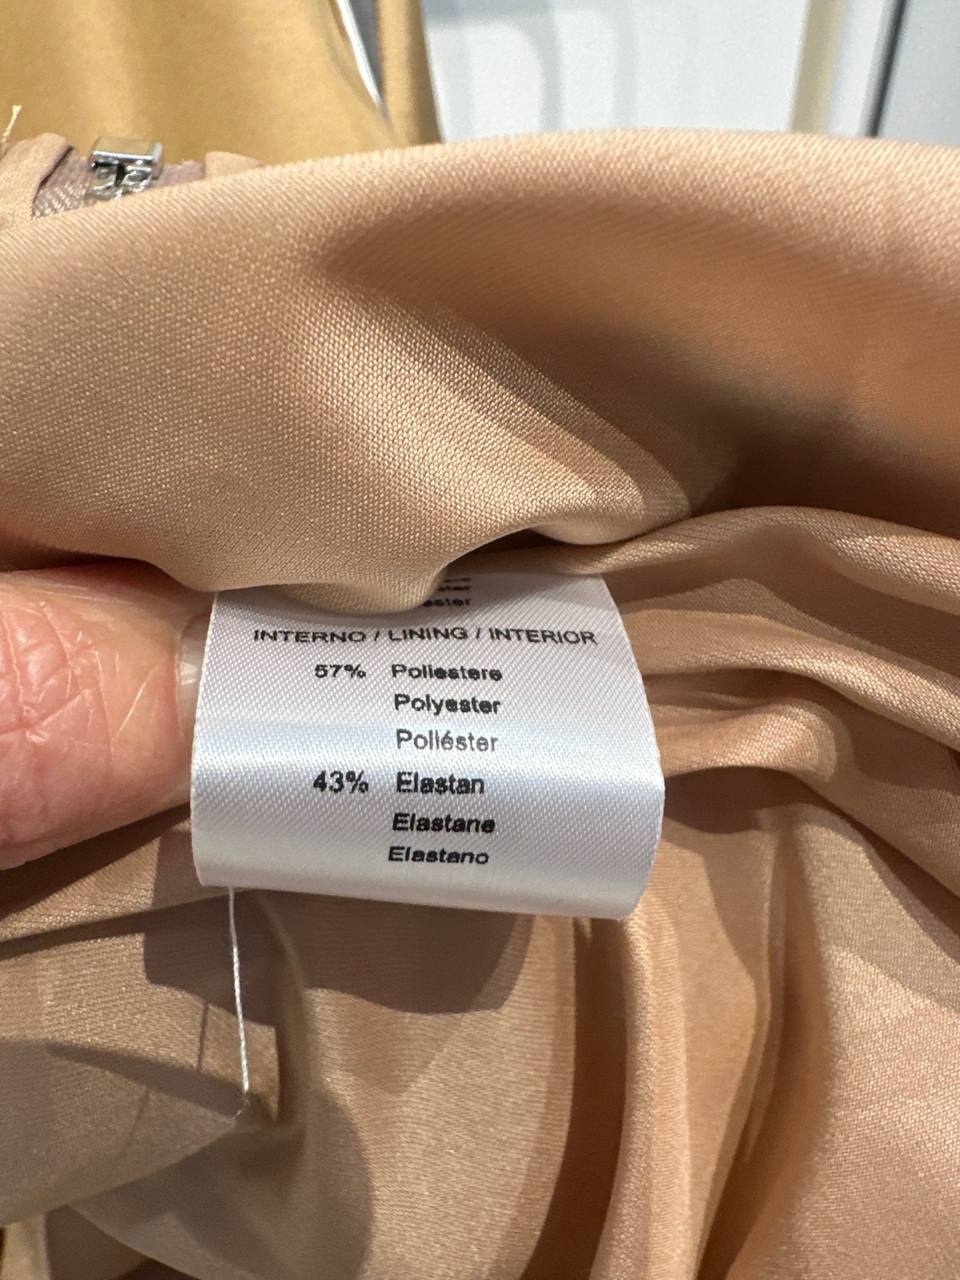 INTERNO / LINING / INTERIOR
57% Poliestere
Polyester
Poliéster
43% Elastan
Elastane
Elastano